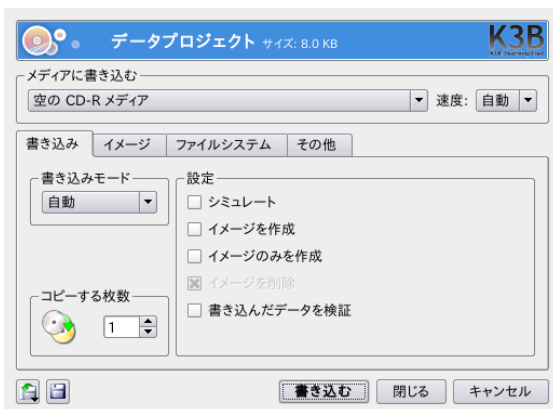 データプロジェクト サイズ: 8.0 KB
K3B
メディアに書き込む
空の CD-R メディア 速度: 自動
書き込み イメージ ファイルシステム その他
書き込みモード
自動
設定
シミュレート
イメージを作成
イメージのみを作成
イメージを削除
書き込んだデータを検証
コピーする枚数
1
書き込む 閉じる キャンセル